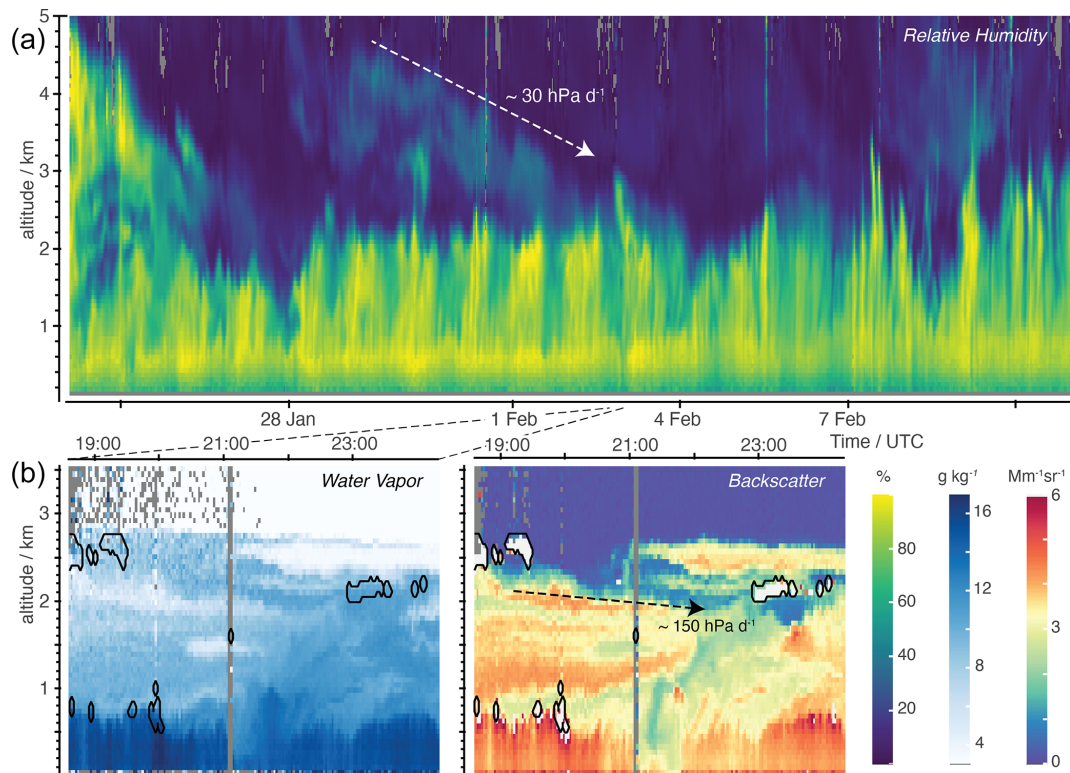 (a)
Relative Humidity
5
4
3
2
1
altitude / km
~ 30 hPa d⁻¹
28 Jan
1 Feb
4 Feb
7 Feb
Time / UTC
19:00
21:00
23:00
19:00
21:00
23:00
(b)
Water Vapor
Backscatter
3
2
1
altitude / km
~ 150 hPa d⁻¹
%
80
60
40
20
g kg⁻¹
16
12
8
4
Mm⁻¹sr⁻¹
6
3
0